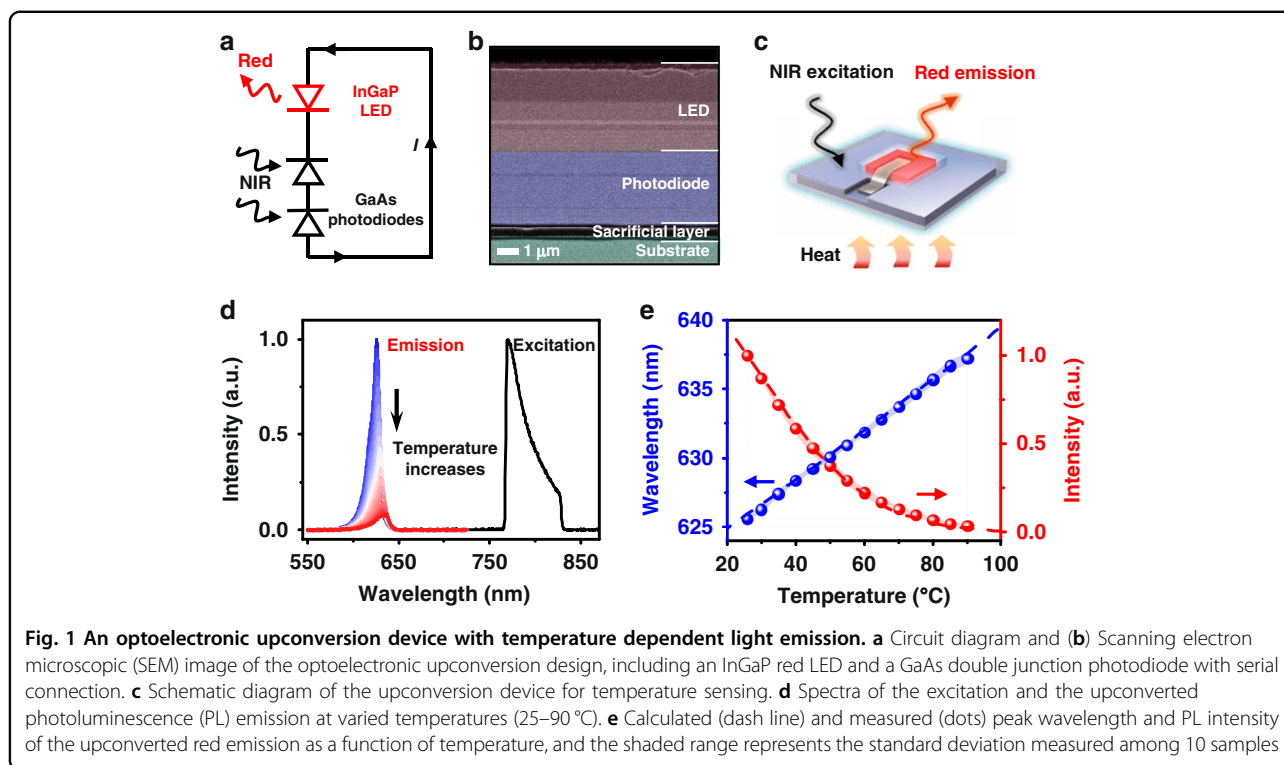 a
Red
InGaP
LED
I
NIR
GaAs
photodiodes
b
LED
Photodiode
Sacrificial layer
1 μm
Substrate
c
NIR excitation
Red emission
Heat
d
Intensity (a.u.)
1.0
0.5
0.0
Emission
Excitation
Temperature
increases
550
650
750
850
Wavelength (nm)
e
Wavelength (nm)
640
635
630
625
1.0
0.5
0.0
Intensity (a.u.)
20
40
60
80
100
Temperature (°C)
Fig. 1 An optoelectronic upconversion device with temperature dependent light emission. a Circuit diagram and (b) Scanning electron
microscopic (SEM) image of the optoelectronic upconversion design, including an InGaP red LED and a GaAs double junction photodiode with serial
connection. c Schematic diagram of the upconversion device for temperature sensing. d Spectra of the excitation and the upconverted
photoluminescence (PL) emission at varied temperatures (25–90 °C). e Calculated (dash line) and measured (dots) peak wavelength and PL intensity
of the upconverted red emission as a function of temperature, and the shaded range represents the standard deviation measured among 10 samples